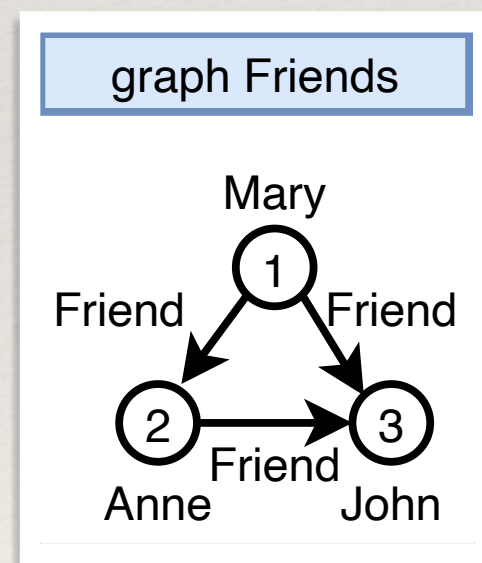 graph Friends
Mary
1
Friend Friend
2 3
Friend
Anne John